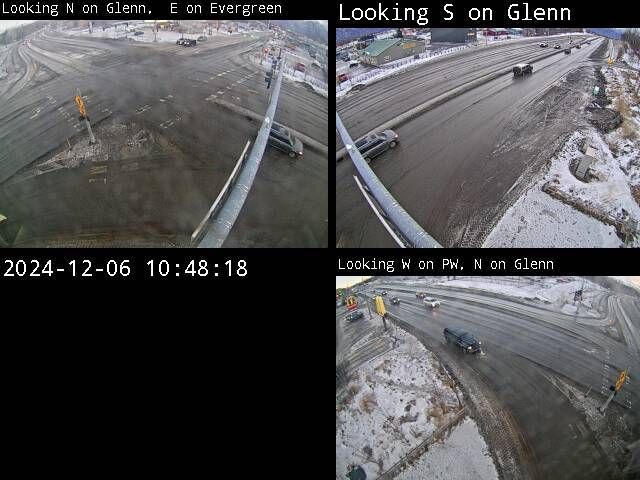 Looking N on Glenn,  E on Evergreen
Looking S on Glenn
2024-12-06 10:48:18
Looking W on PW, N on Glenn